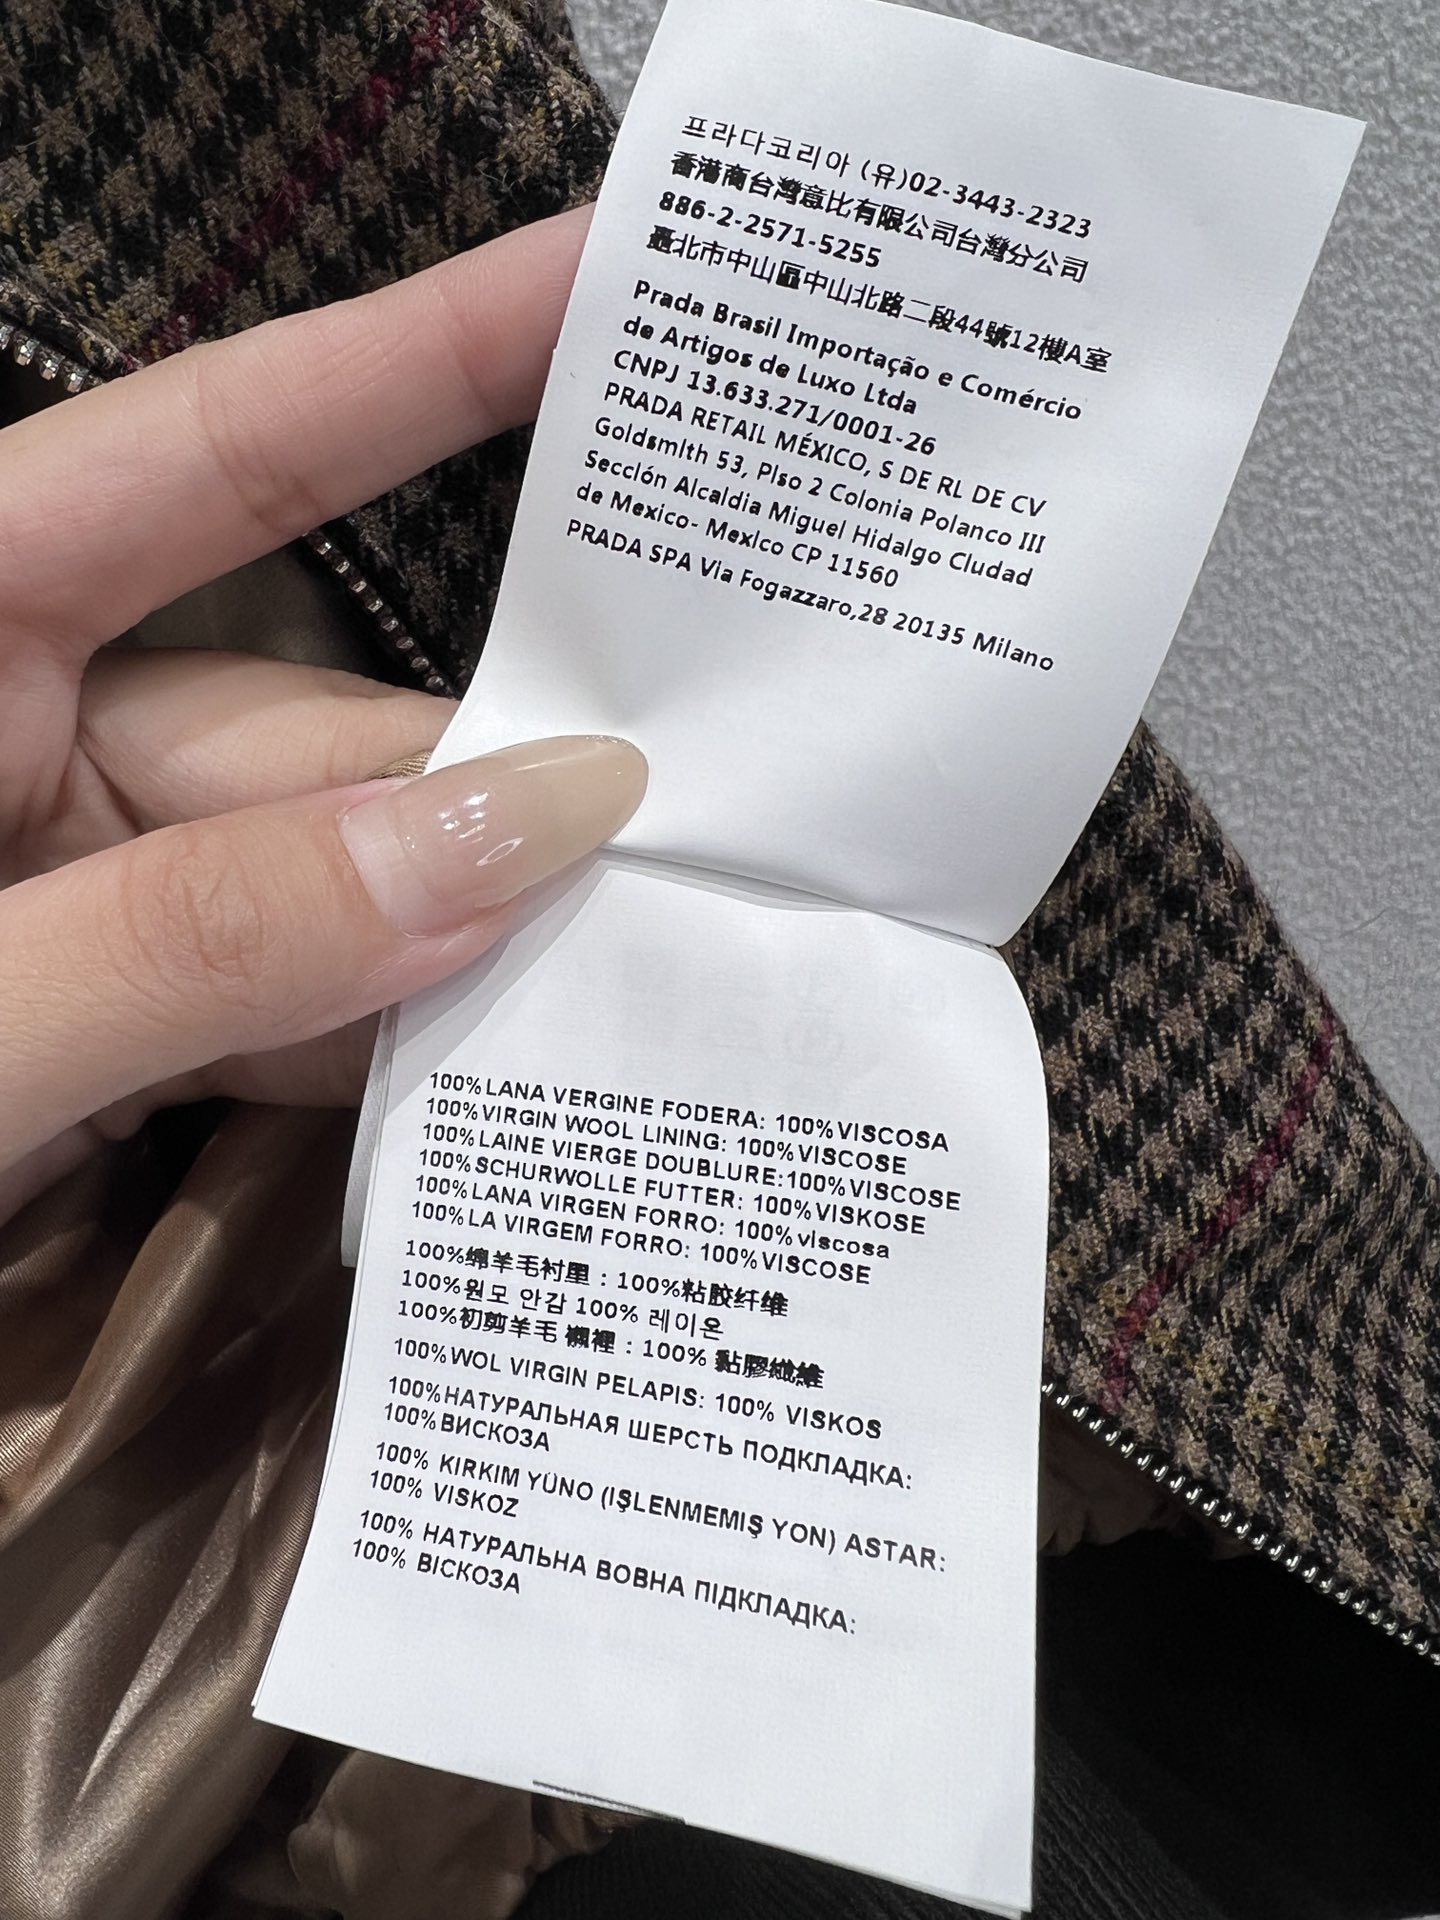 프라다코리아 (유)02-3443-2323
香港商台灣意比有限公司台灣分公司
886-2-2571-5255
臺北市中山區中山北路二段44號12樓A室
Prada Brasil Importação e Comércio
de Artigos de Luxo Ltda
CNPJ 13.633.271/0001-26
PRADA RETAIL MÉXICO, S DE RL DE CV
Goldsmith 53, Piso 2 Colonia Polanco III
Sección Alcaldia Miguel Hidalgo Ciudad
de Mexico- Mexico CP 11560
PRADA SPA Via Fogazzaro,28 20135 Milano
100% LANA VERGINE FODERA: 100% VISCOSA
100% VIRGIN WOOL LINING: 100% VISCOSE
100% LAINE VIERGE DOUBLURE:100% VISCOSE
100% SCHURWOLLE FUTTER: 100% VISKOSE
100% LANA VIRGEN FORRO: 100% viscosa
100% LA VIRGEM FORRO: 100% VISCOSE
100%绵羊毛衬里：100%粘胶纤维
100%원모 안감 100% 레이온
100%初剪羊毛 襯裡：100% 黏膠纖維
100% WOL VIRGIN PELAPIS: 100% VISKOS
100% НАТУРАЛЬНАЯ ШЕРСТЬ ПОДКЛАДКА:
100% ВИСКОЗА
100% KIRKIM YÜNO (IŞLENMEMIŞ YON) ASTAR:
100% VISKOZ
100% НАТУРАЛЬНА ВОВНА ПІДКЛАДКА:
100% ВІСКОЗА